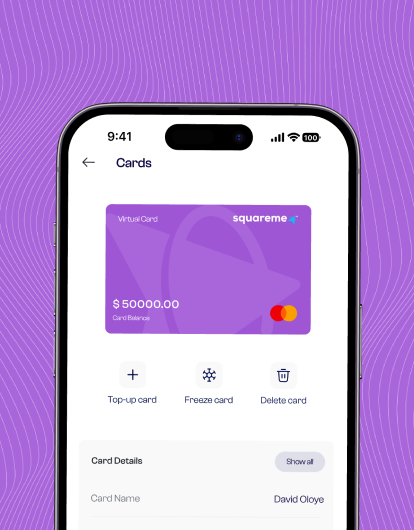 9:41
100
Cards
Virtual Card
squareme
$ 50000.00
Card Balance
Top-up card
Freeze card
Delete card
Card Details
Show all
Card Name
David Oloye